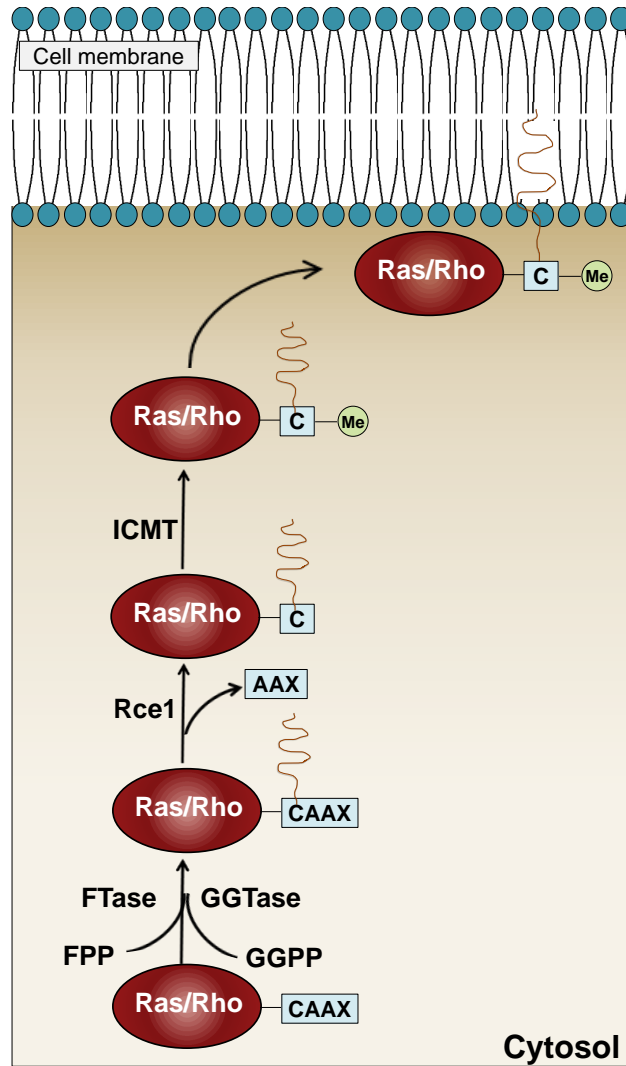 Cell membrane
Ras/Rho C Me
Ras/Rho C Me
ICMT
Ras/Rho C
AAX
Rce1
Ras/Rho CAAX
FTase GGTase
FPP GGPP
Ras/Rho CAAX
Cytosol